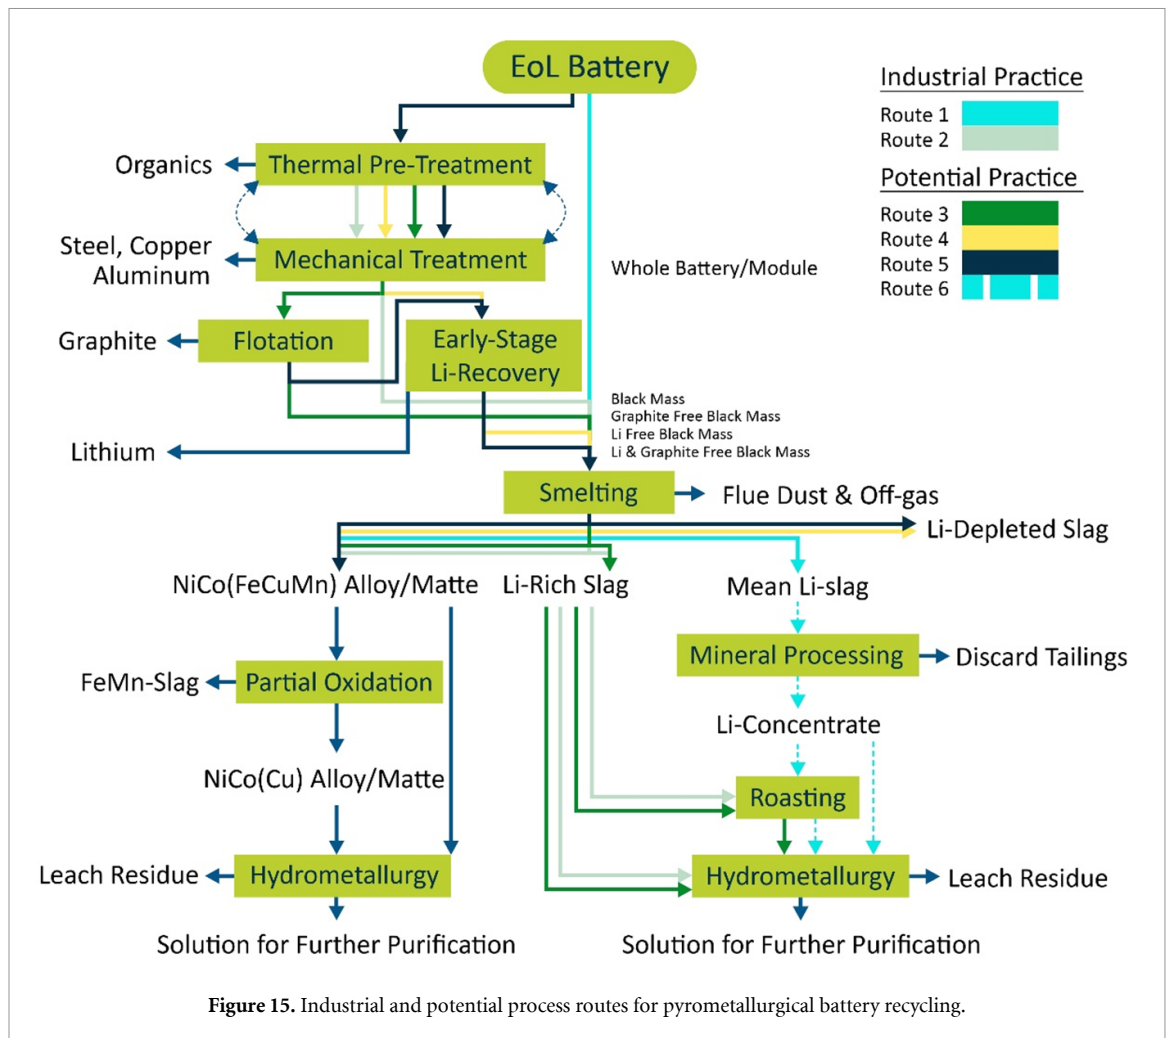 EoL Battery
Industrial Practice
Route 1
Route 2
Potential Practice
Route 3
Route 4
Route 5
Route 6
Organics
Thermal Pre-Treatment
Steel, Copper
Aluminum
Mechanical Treatment
Whole Battery/Module
Graphite
Flotation
Early-Stage
Li-Recovery
Black Mass
Graphite Free Black Mass
Li Free Black Mass
Li & Graphite Free Black Mass
Lithium
Smelting
Flue Dust & Off-gas
Li-Depleted Slag
NiCo(FeCuMn) Alloy/Matte
Li-Rich Slag
Mean Li-slag
FeMn-Slag
Partial Oxidation
Mineral Processing
Discard Tailings
Li-Concentrate
NiCo(Cu) Alloy/Matte
Roasting
Leach Residue
Hydrometallurgy
Hydrometallurgy
Leach Residue
Solution for Further Purification
Solution for Further Purification
Figure 15. Industrial and potential process routes for pyrometallurgical battery recycling.